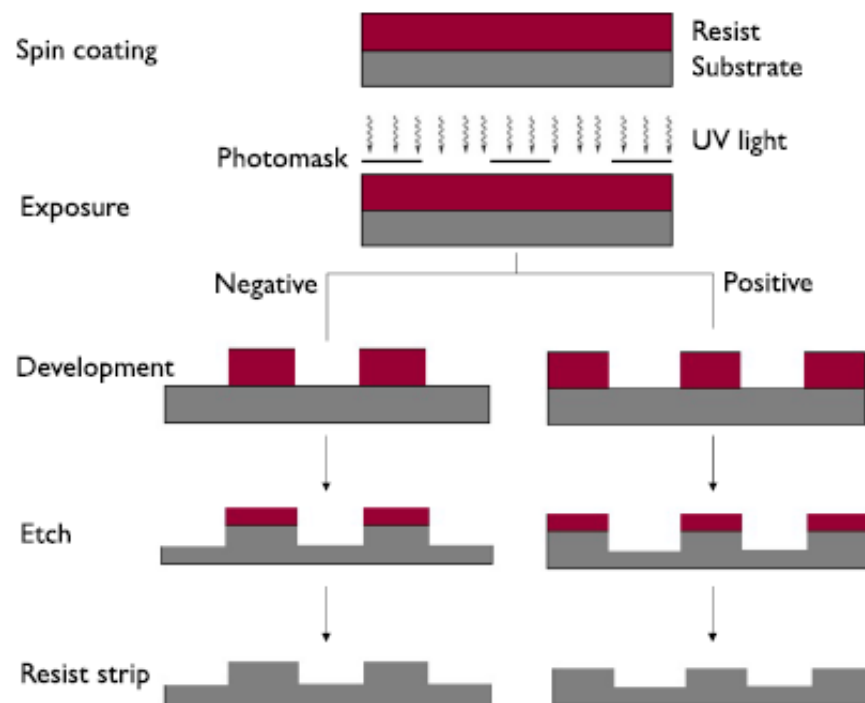 Spin coating
Resist
Substrate
UV light
Photomask
Exposure
Negative
Positive
Development
Etch
Resist strip